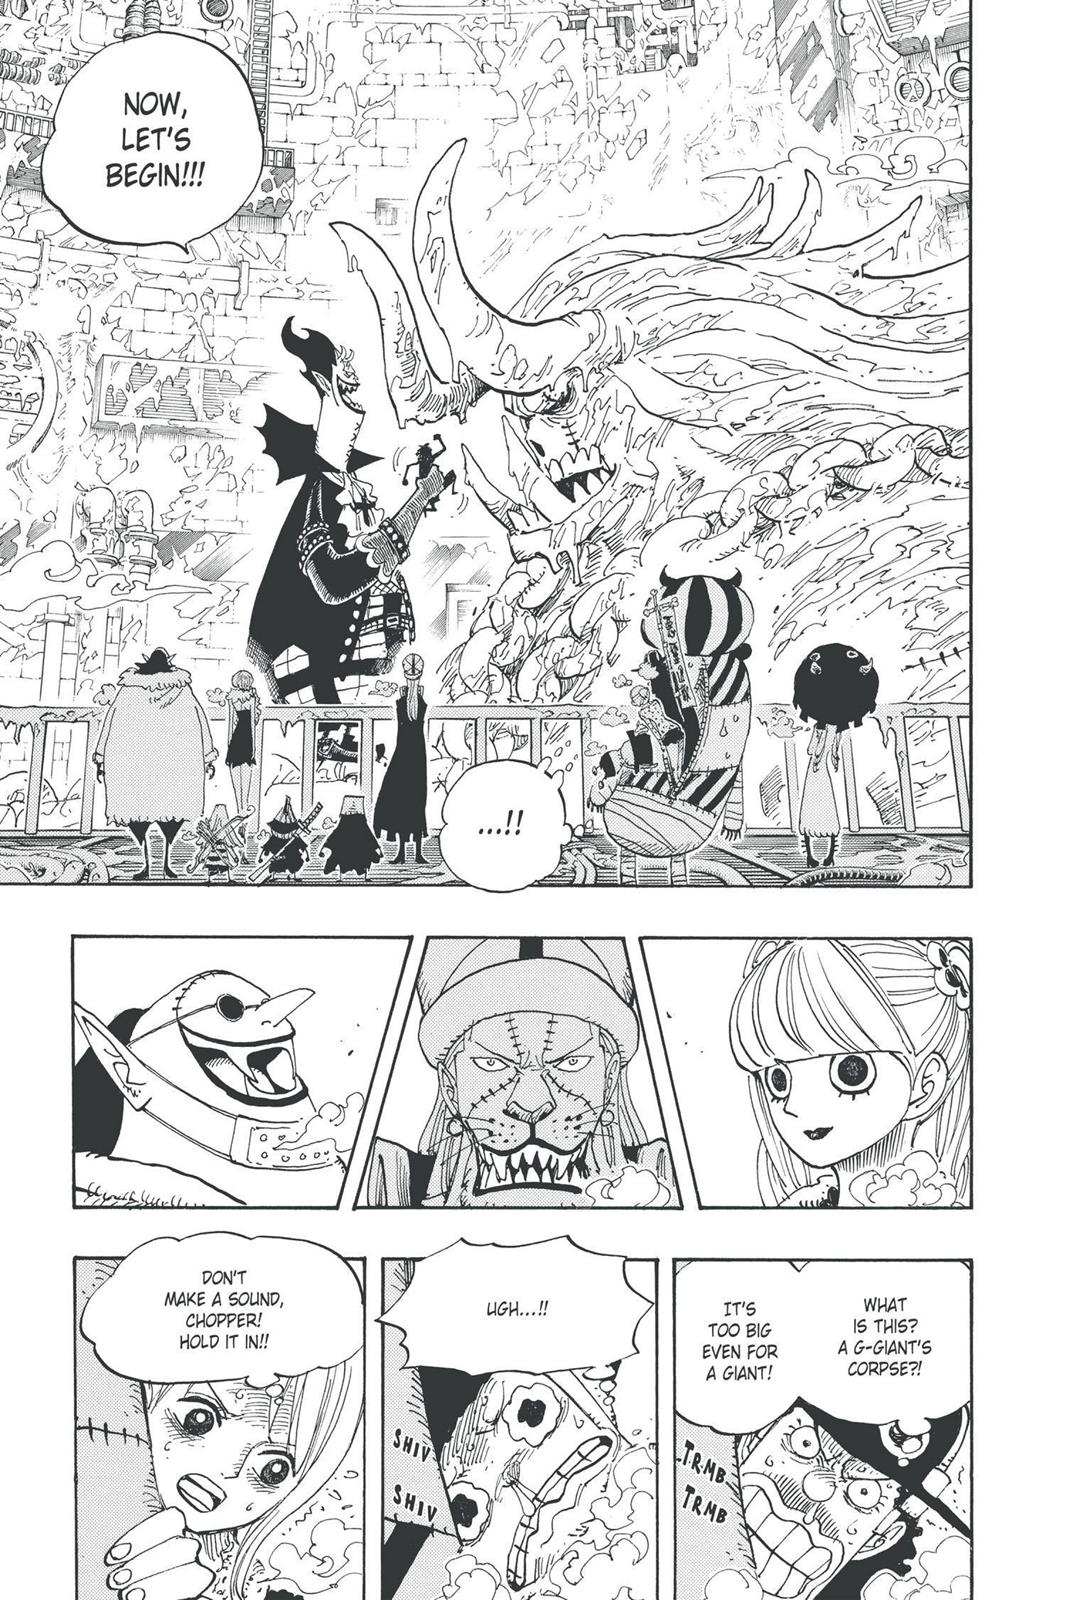 NOW,
LET'S
BEGIN!!!
...!!
WHAT
IS THIS?
A G-GIANT'S
CORPSE?!
IT'S
TOO BIG
EVEN FOR
A GIANT!
TRMB
TRMB
UGH...!!
SHIV
SHIV
DON'T
MAKE A SOUND,
CHOPPER!
HOLD IT IN!!